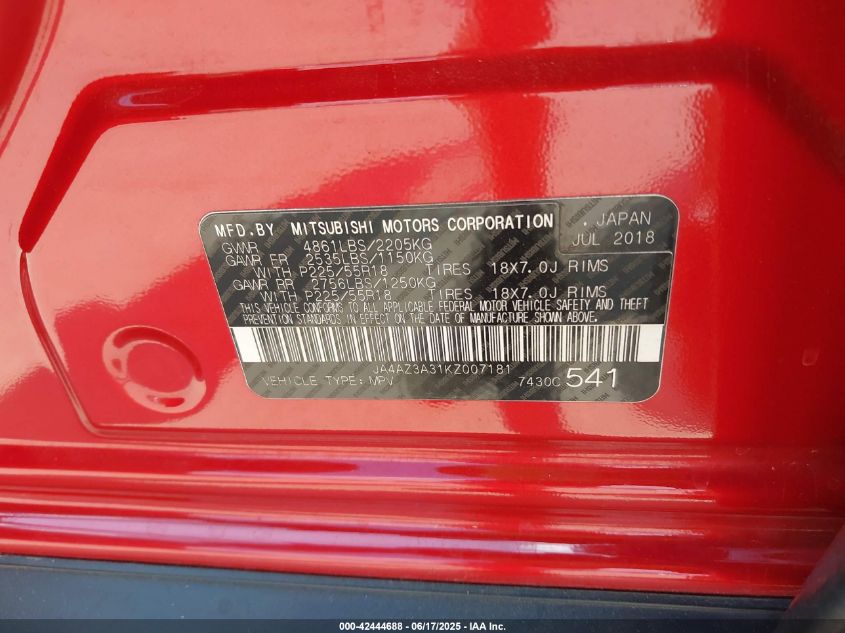 MFD.BY MITSUBISHI MOTORS CORPORATION . JAPAN
GVWR 4861LBS/2205KG JUL 2018
GAWR FR 2535LBS/1150KG
WITH P225/55R18 TIRES 18X7.0J RIMS
GAWR RR 2756LBS/1250KG
WITH P225/55R18 TIRES 18X7.0J RIMS
THIS VEHICLE CONFORMS TO ALL APPLICABLE FEDERAL MOTOR VEHICLE SAFETY AND THEFT
PREVENTION STANDARDS IN EFFECT ON THE DATE OF MANUFACTURE SHOWN ABOVE.
JA4AZ3A31KZ007181
VEHICLE TYPE: MPV 7430C 541
000-42444688 - 06/17/2025 - IAA Inc.